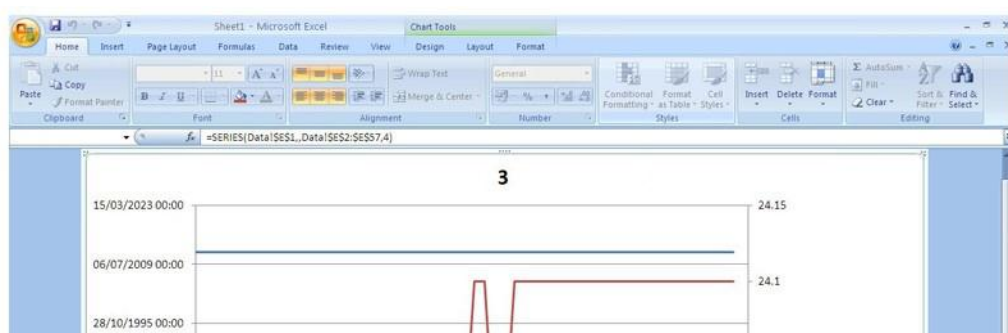 Sheet1 - Microsoft Excel Chart Tools
Home Insert Page Layout Formulas Data Review View Design Layout Format
Cut
Copy
Format Painter
Paste
11 A A
B I U
Wrap Text
Merge & Center
General
%
Conditional Formatting
Format as Table
Cell Styles
Insert Delete Format
Σ AutoSum
Fill
Clear
Sort & Filter
Find & Select
Clipboard Font Alignment Number Styles Cells Editing
fx =SERIES(Data!$E$1,,Data!$E$2:$E$57,4)
3
15/03/2023 00:00 24.15
06/07/2009 00:00 24.1
28/10/1995 00:00